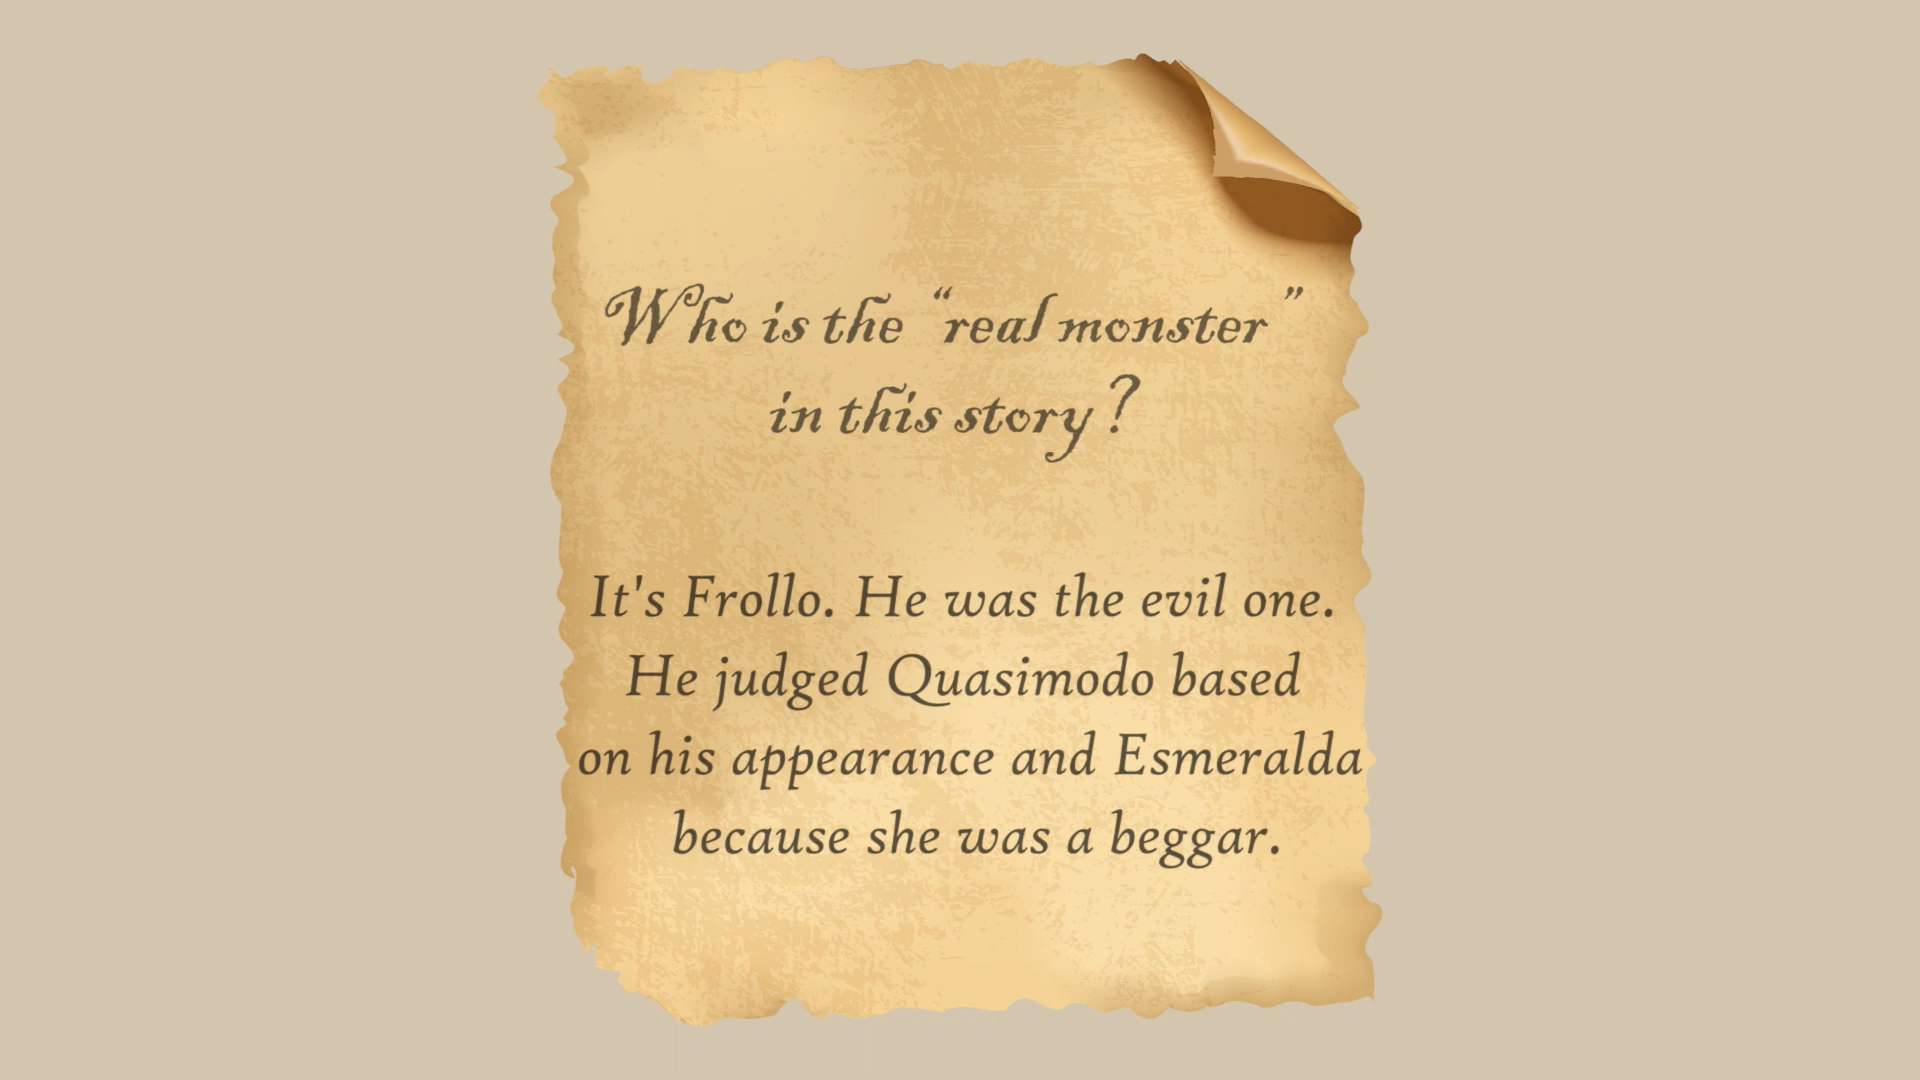 Who is the “real monster”
in this story?
It's Frollo. He was the evil one.
He judged Quasimodo based
on his appearance and Esmeralda
because she was a beggar.